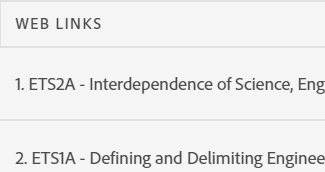 WEB LINKS
1. ETS2A - Interdependence of Science, Eng
2. ETS1A - Defining and Delimiting Enginee